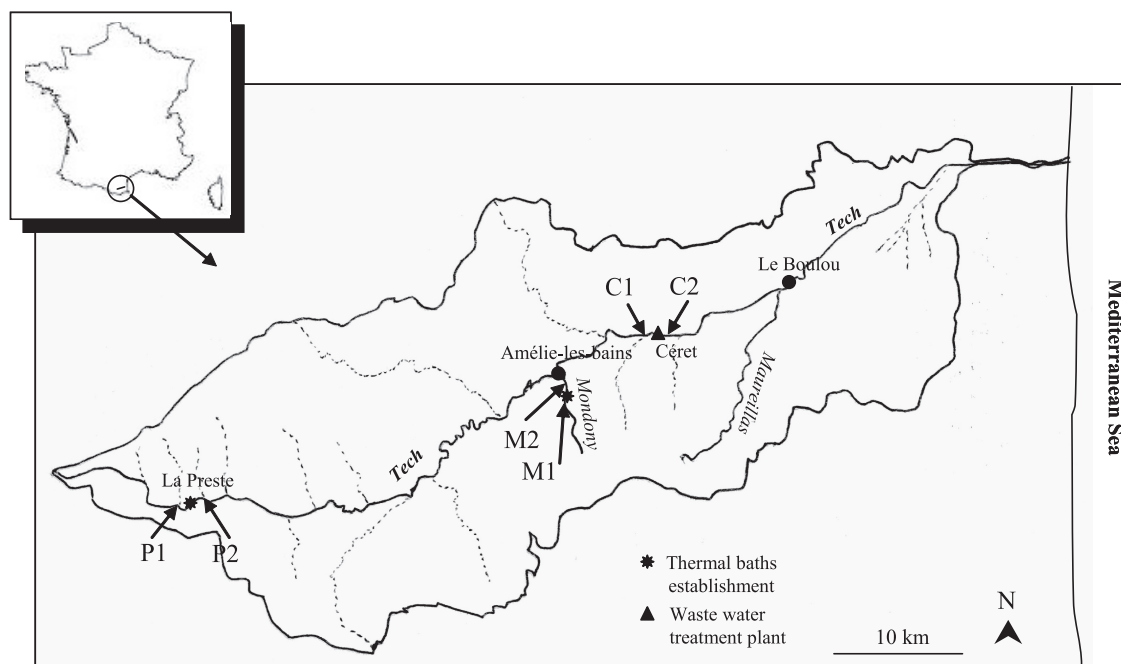 Tech
Le Boulou
C1
C2
Mediterranean Sea
Amélie-les-bains
Céret
Mondony
Maureillas
M2
M1
Tech
La Preste
P1
P2
Thermal baths
establishment
Waste water
treatment plant
10 km
N